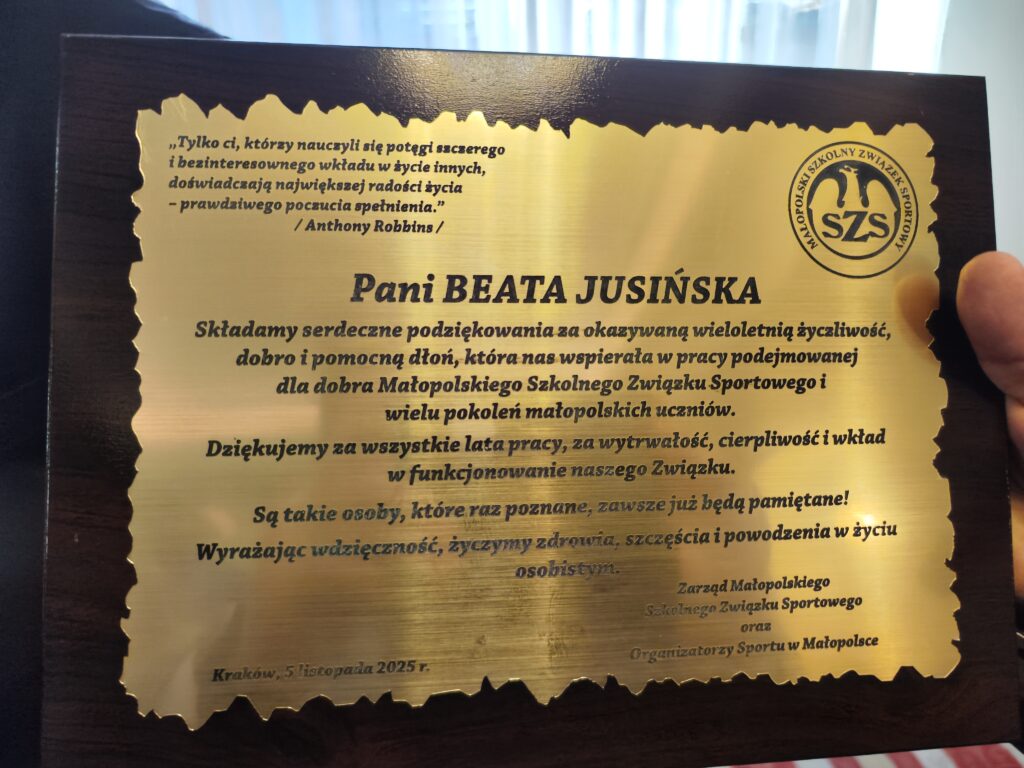 „Tylko ci, którzy nauczyli się potęgi szczerego
i bezinteresownego wkładu w życie innych,
doświadczają największej radości życia
– prawdziwego poczucia spełnienia.”
/ Anthony Robbins /
MAŁOPOLSKI SZKOLNY ZWIĄZEK SPORTOWY
SZS
Pani BEATA JUSIŃSKA
Składamy serdeczne podziękowania za okazywaną wieloletnią życzliwość,
dobro i pomocną dłoń, która nas wspierała w pracy podejmowanej
dla dobra Małopolskiego Szkolnego Związku Sportowego i
wielu pokoleń małopolskich uczniów.
Dziękujemy za wszystkie lata pracy, za wytrwałość, cierpliwość i wkład
w funkcjonowanie naszego Związku.
Są takie osoby, które raz poznane, zawsze już będą pamiętane!
Wyrażając wdzięczność, życzymy zdrowia, szczęścia i powodzenia w życiu
osobistym.
Zarząd Małopolskiego
Szkolnego Związku Sportowego
oraz
Organizatorzy Sportu w Małopolsce
Kraków, 5 listopada 2025 r.